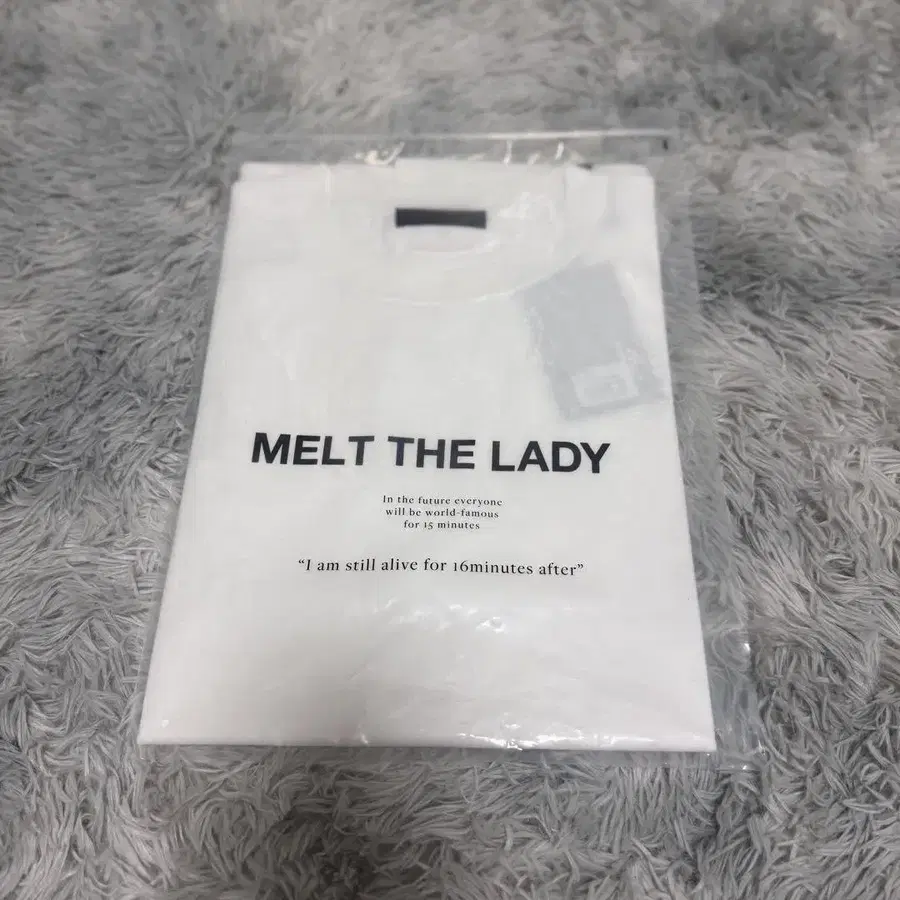 MELT THE LADY
In the future everyone
will be world-famous
for 15 minutes
“I am still alive for 16minutes after”